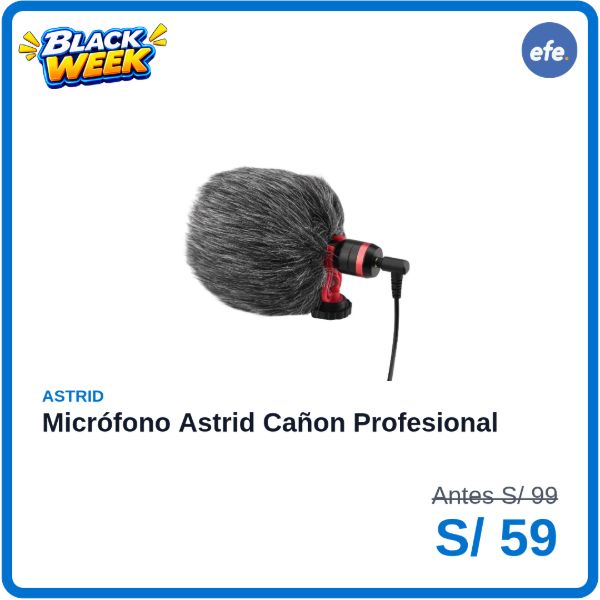 BLACK
WEEK
efe.
ASTRID
Micrófono Astrid Cañon Profesional
Antes S/ 99
S/ 59